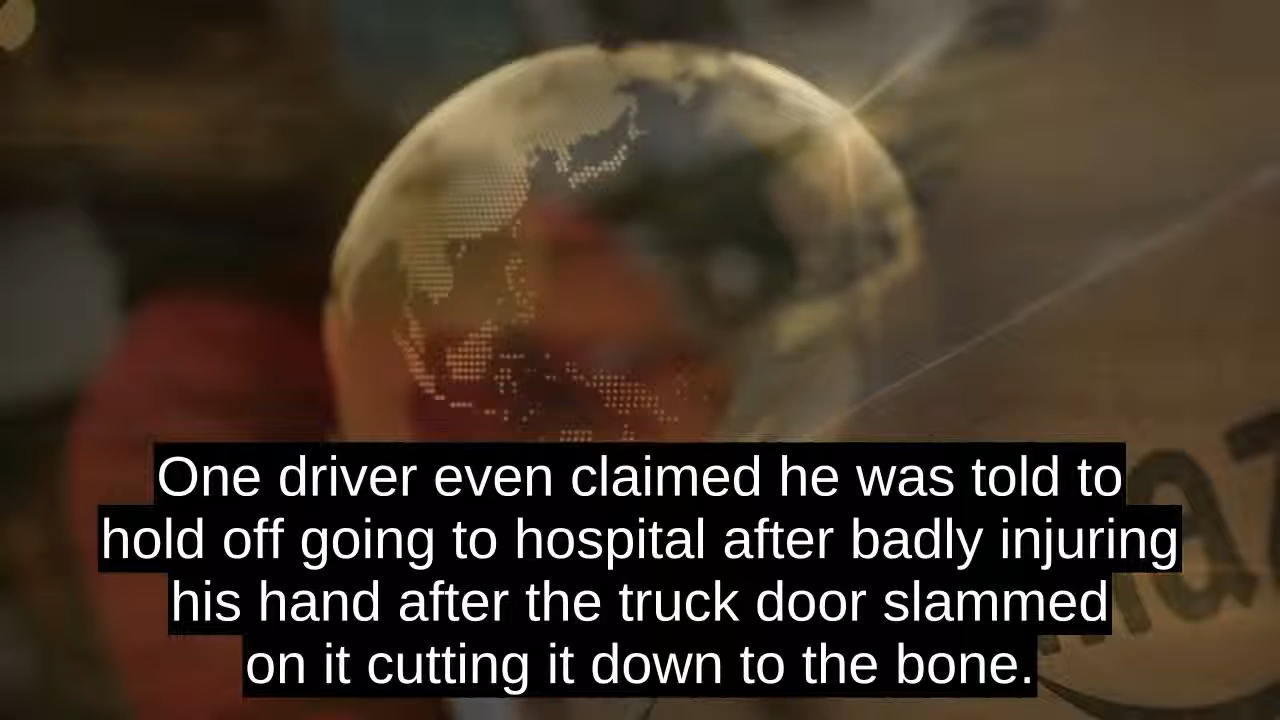 One driver even claimed he was told to
hold off going to hospital after badly injuring
his hand after the truck door slammed
on it cutting it down to the bone.